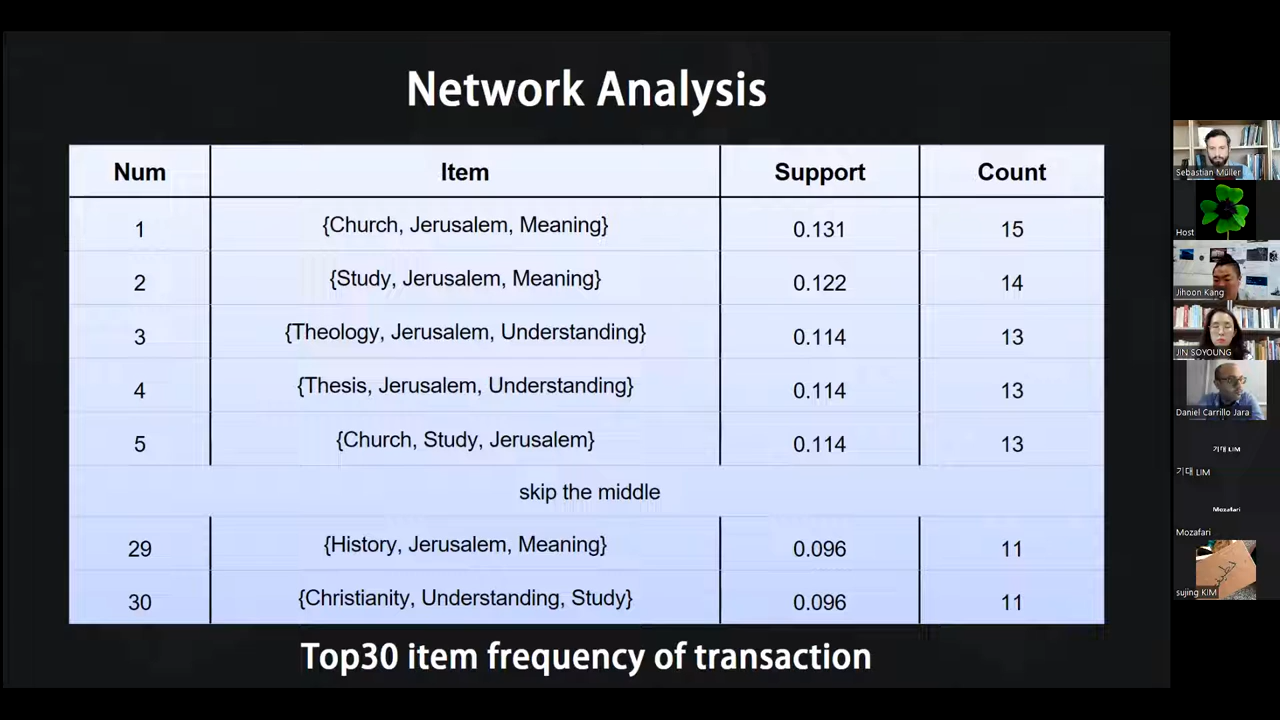 Network Analysis
Num Item Support Count
1 {Church, Jerusalem, Meaning} 0.131 15
2 {Study, Jerusalem, Meaning} 0.122 14
3 {Theology, Jerusalem, Understanding} 0.114 13
4 {Thesis, Jerusalem, Understanding} 0.114 13
5 {Church, Study, Jerusalem} 0.114 13
skip the middle
29 {History, Jerusalem, Meaning} 0.096 11
30 {Christianity, Understanding, Study} 0.096 11
Top30 item frequency of transaction
Sebastian Müller
Host
Jihoon Kang
JIN SOYOUNG
Daniel Carrillo Jara
기대 LIM
기대 LIM
Mozafari
Mozafari
sujing KIM